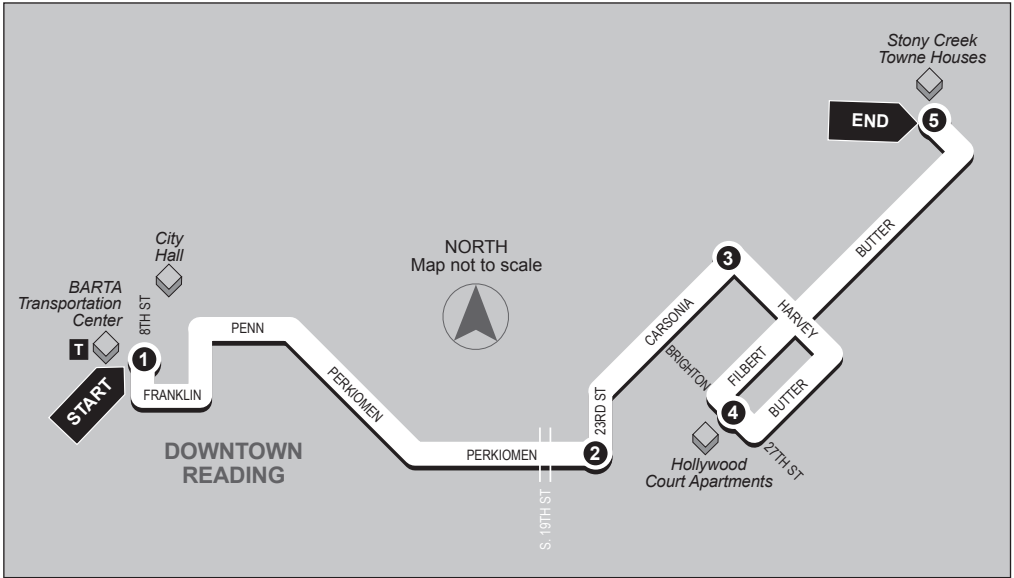 Stony Creek
Towne Houses
END
5
BUTTER
City
Hall
NORTH
Map not to scale
3
BARTA
Transportation
Center
8TH ST
T
1
START
PENN
CARSONIA
HARVEY
FRANKLIN
PERKIOMEN
BRIGHTON
FILBERT
BUTTER
23RD ST
4
DOWNTOWN
READING
PERKIOMEN
2
27TH ST
Hollywood
Court Apartments
S. 19TH ST